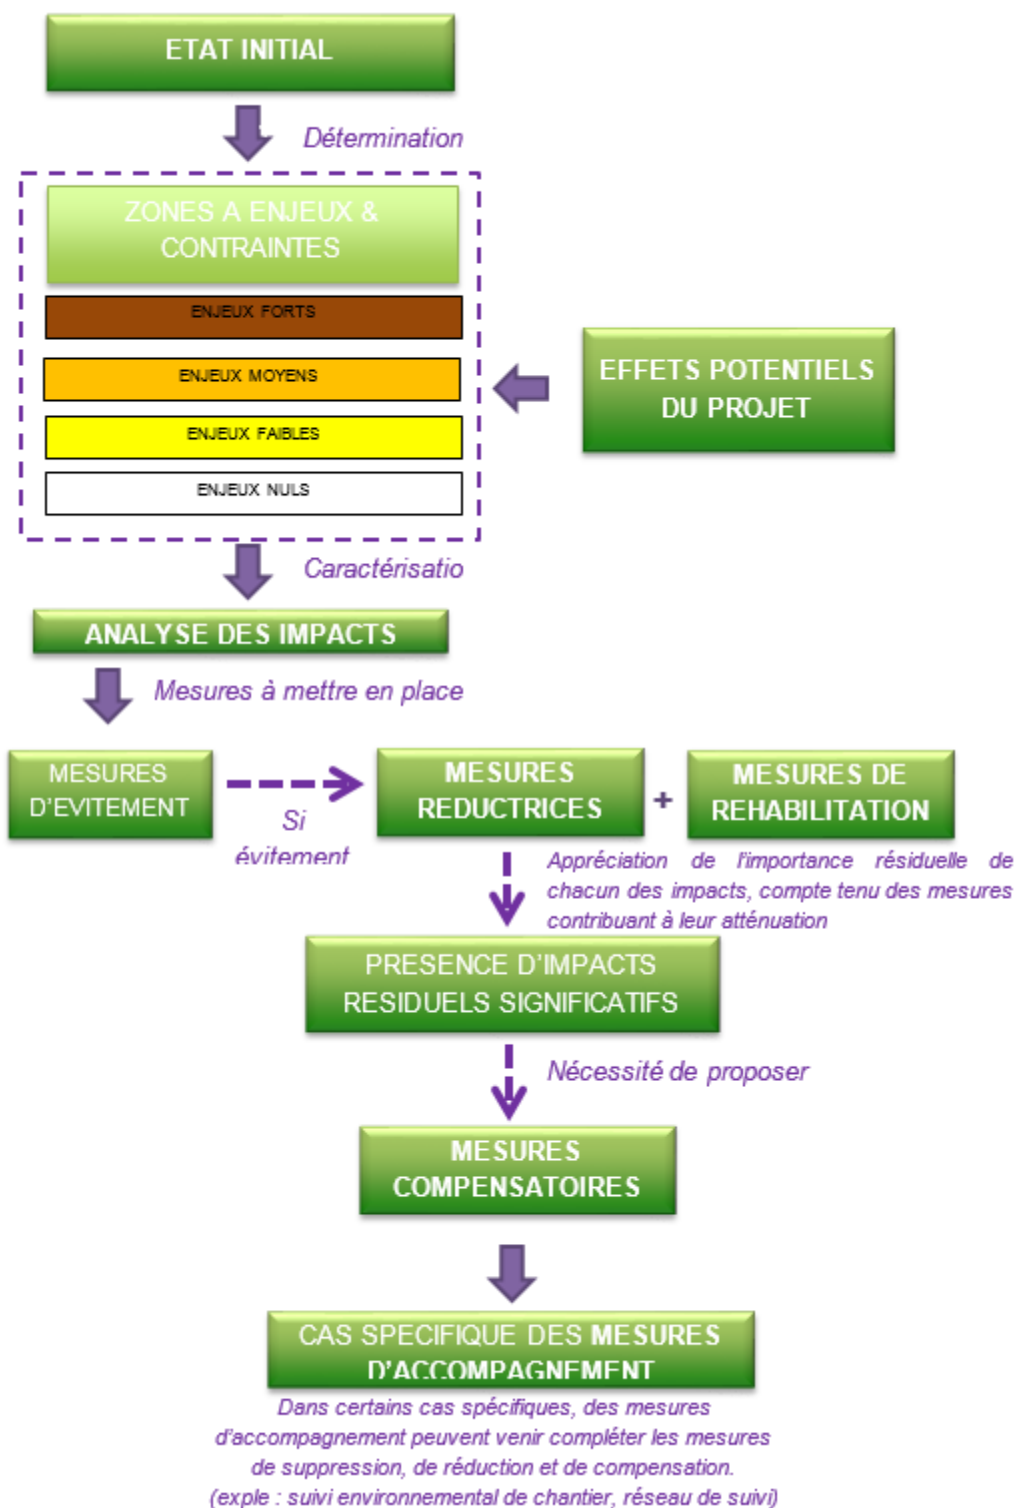 ETAT INITIAL
Détermination
ZONES A ENJEUX &
CONTRAINTES
ENJEUX FORTS
ENJEUX MOYENS
ENJEUX FAIBLES
ENJEUX NULS
EFFETS POTENTIELS
DU PROJET
Caractérisatio
ANALYSE DES IMPACTS
Mesures à mettre en place
MESURES
D'EVITEMENT
Si
évitement
MESURES
REDUCTRICES
+
MESURES DE
REHABILITATION
Appréciation de l'importance résiduelle de
chacun des impacts, compte tenu des mesures
contribuant à leur atténuation
PRESENCE D'IMPACTS
RESIDUELS SIGNIFICATIFS
Nécessité de proposer
MESURES
COMPENSATOIRES
CAS SPECIFIQUE DES MESURES
D'ACCOMPAGNEMENT
Dans certains cas spécifiques, des mesures
d'accompagnement peuvent venir compléter les mesures
de suppression, de réduction et de compensation.
(exple : suivi environnemental de chantier, réseau de suivi)